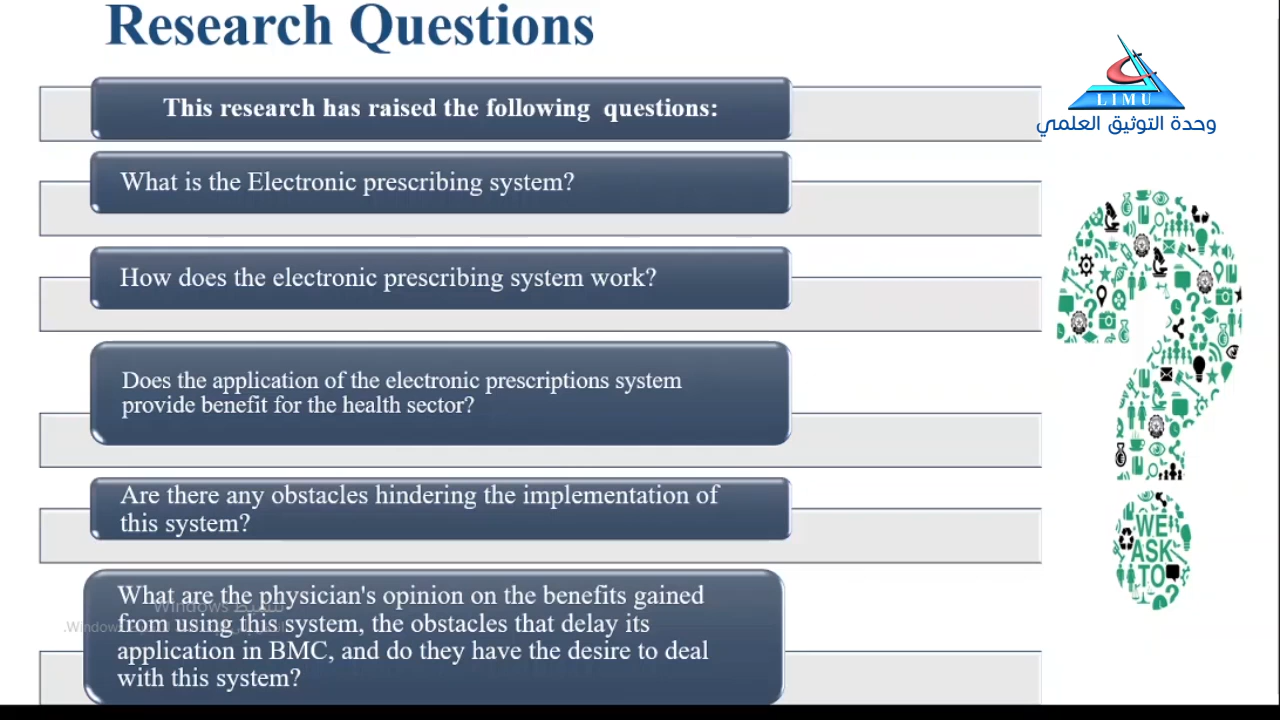 Research Questions
LIMU
وحدة التوثيق العلمي
This research has raised the following questions:
What is the Electronic prescribing system?
How does the electronic prescribing system work?
Does the application of the electronic prescriptions system
provide benefit for the health sector?
Are there any obstacles hindering the implementation of
this system?
What are the physician's opinion on the benefits gained
from using this system, the obstacles that delay its
application in BMC, and do they have the desire to deal
with this system?
تنشيط Windows
Windows.
WE
ASK
TO